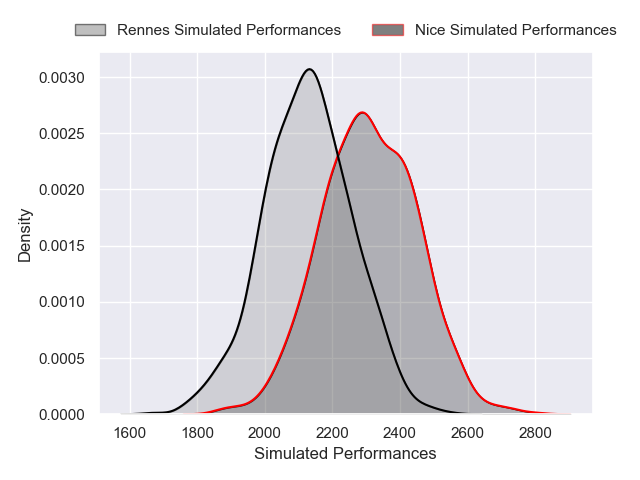 Rennes Simulated Performances Nice Simulated Performances
0.0030
0.0025
0.0020
0.0015
0.0010
0.0005
0.0000
Density
1600 1800 2000 2200 2400 2600 2800
Simulated Performances